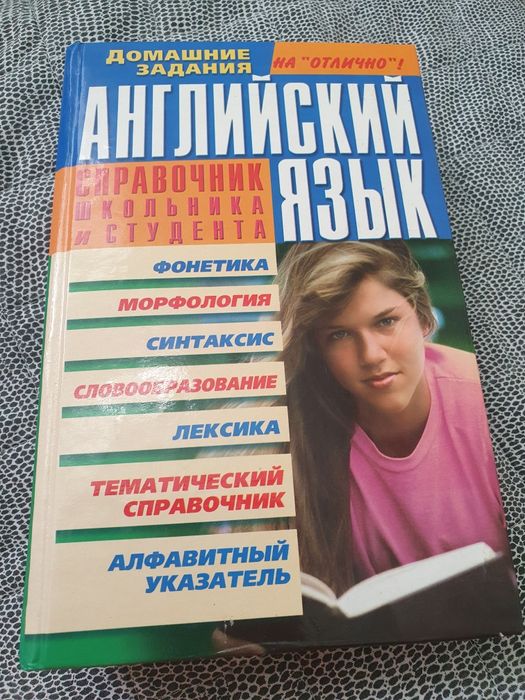 ДОМАШНИЕ
ЗАДАНИЯ
НА "ОТЛИЧНО"!
АНГЛИЙСКИЙ
ЯЗЫК
СПРАВОЧНИК
ШКОЛЬНИКА
И СТУДЕНТА
ФОНЕТИКА
МОРФОЛОГИЯ
СИНТАКСИС
СЛОВООБРАЗОВАНИЕ
ЛЕКСИКА
ТЕМАТИЧЕСКИЙ
СПРАВОЧНИК
АЛФАВИТНЫЙ
УКАЗАТЕЛЬ